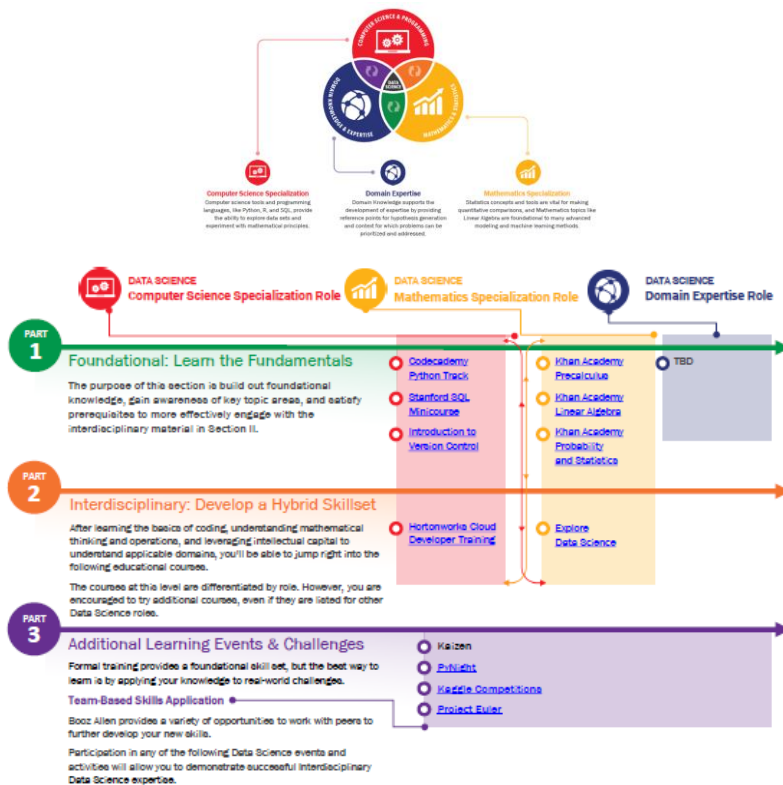 COMPUTER SCIENCE & PROGRAMMING
DOMAIN KNOWLEDGE & EXPERTISE
DATA SCIENCE
MATHEMATICS & STATISTICS
Computer Science Specialization
Computer science tools and programming
languages, like Python, R, and SQL, provide
the ability to explore data sets and
experiment with mathematical principles.
Domain Expertise
Domain Knowledge supports the
development of expertise by providing
reference points for hypothesis generation
and context for which problems can be
prioritized and addressed.
Mathematics Specialization
Statistics concepts and tools are vital for making
quantitative comparisons, and Mathematics topics like
Linear Algebra are foundational to many advanced
modeling and machine learning methods.
DATA SCIENCE
Computer Science Specialization Role
DATA SCIENCE
Mathematics Specialization Role
DATA SCIENCE
Domain Expertise Role
PART
1
Foundational: Learn the Fundamentals
The purpose of this section is build out foundational
knowledge, gain awareness of key topic areas, and satisfy
prerequisites to more effectively engage with the
interdisciplinary material in Section II.
Codecademy
Python Track
Stanford SQL
Minicourse
Introduction to
Version Control
Khan Academy
Precalculus
Khan Academy
Linear Algebra
Khan Academy
Probability
and Statistics
TBD
PART
2
Interdisciplinary: Develop a Hybrid Skillset
After learning the basics of coding, understanding mathematical
thinking and operations, and leveraging intellectual capital to
understand applicable domains, you'll be able to jump right into the
following educational courses.
The courses at this level are differentiated by role. However, you are
encouraged to try additional courses, even if they are listed for other
Data Science roles.
Hortonworks Cloud
Developer Training
Explore
Data Science
PART
3
Additional Learning Events & Challenges
Formal training provides a foundational skill set, but the best way to
learn is by applying your knowledge to real-world challenges.
Team-Based Skills Application
Booz Allen provides a variety of opportunities to work with peers to
further develop your new skills.
Participation in any of the following Data Science events and
activities will allow you to demonstrate successful Interdisciplinary
Data Science expertise.
Kaizen
PyNight
Kaggle Competitions
Project Euler